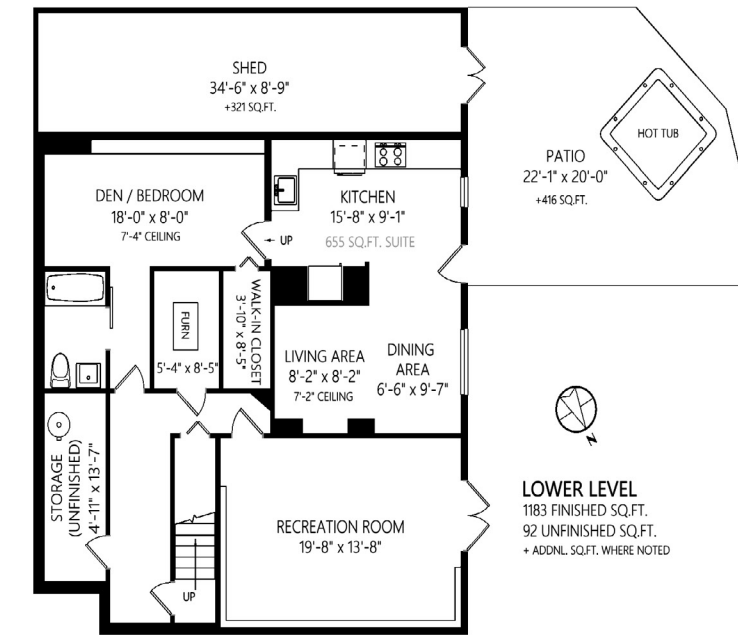 SHED
34'-6" x 8'-9"
+321 SQ.FT.
HOT TUB
PATIO
22'-1" x 20'-0"
+416 SQ.FT.
DEN / BEDROOM
18'-0" x 8'-0"
7'-4" CEILING
KITCHEN
15'-8" x 9'-1"
UP
655 SQ.FT. SUITE
FURN
5'-4" x 8'-5"
WALK-IN CLOSET
3'-10" x 8'-5"
LIVING AREA
8'-2" x 8'-2"
7'-2" CEILING
DINING
AREA
6'-6" x 9'-7"
N
STORAGE
(UNFINISHED)
4'-11" x 13'-7"
RECREATION ROOM
19'-8" x 13'-8"
UP
LOWER LEVEL
1183 FINISHED SQ.FT.
92 UNFINISHED SQ.FT.
+ ADDNL. SQ.FT. WHERE NOTED